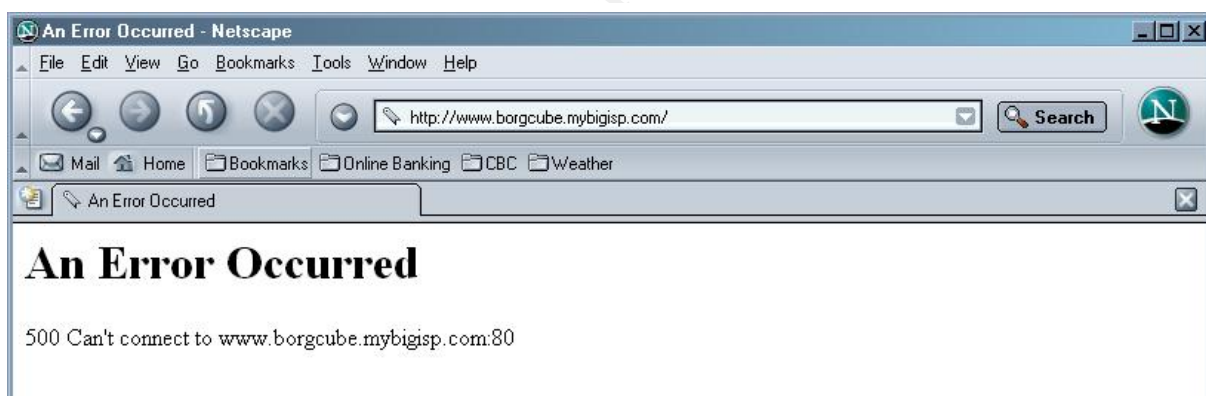 An Error Occurred - Netscape
File Edit View Go Bookmarks Tools Window Help
http://www.borgcube.mybigisp.com/
Search
N
Mail Home Bookmarks Online Banking CBC Weather
An Error Occurred
An Error Occurred
500 Can't connect to www.borgcube.mybigisp.com:80